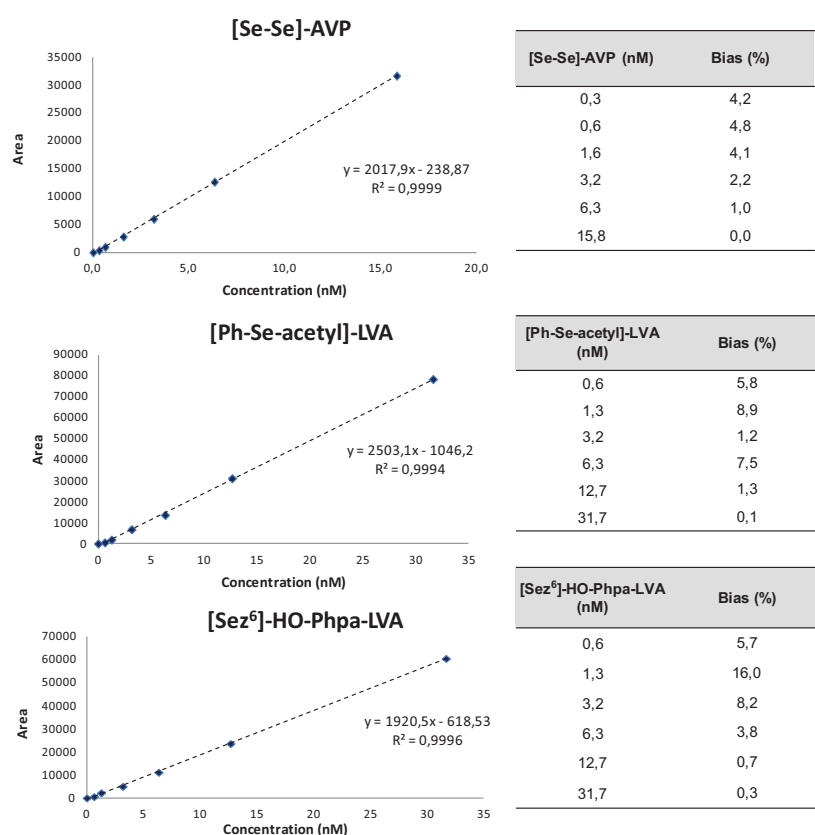 [Se-Se]-AVP
35000
30000
25000
20000
15000
10000
5000
0
Area
y = 2017,9x - 238,87
R² = 0,9999
0,0 5,0 10,0 15,0 20,0
Concentration (nM)
[Se-Se]-AVP (nM) Bias (%)
0,3 4,2
0,6 4,8
1,6 4,1
3,2 2,2
6,3 1,0
15,8 0,0
[Ph-Se-acetyl]-LVA
90000
80000
70000
60000
50000
40000
30000
20000
10000
0
Area
y = 2503,1x - 1046,2
R² = 0,9994
0 5 10 15 20 25 30 35
Concentration (nM)
[Ph-Se-acetyl]-LVA
(nM) Bias (%)
0,6 5,8
1,3 8,9
3,2 1,2
6,3 7,5
12,7 1,3
31,7 0,1
[Sez⁶]-HO-Phpa-LVA
70000
60000
50000
40000
30000
20000
10000
0
Area
y = 1920,5x - 618,53
R² = 0,9996
0 5 10 15 20 25 30 35
Concentration (nM)
[Sez⁶]-HO-Phpa-LVA
(nM) Bias (%)
0,6 5,7
1,3 16,0
3,2 8,2
6,3 3,8
12,7 0,7
31,7 0,3